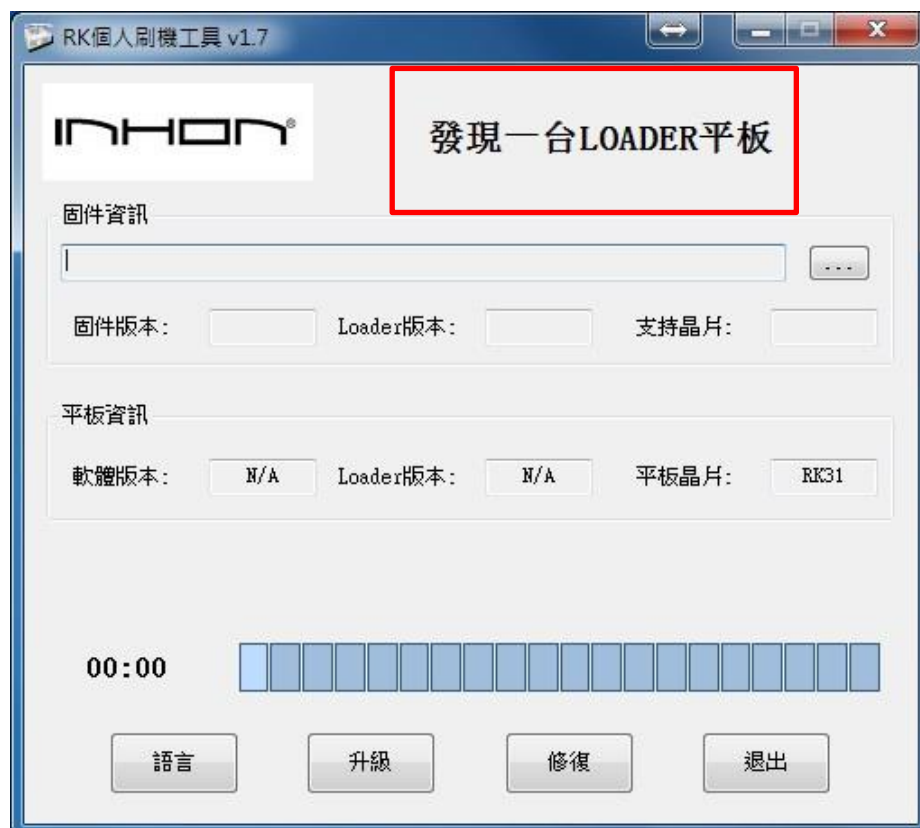 RK個人刷機工具 v1.7
INHON®
發現一台LOADER平板
固件資訊
...
固件版本: Loader版本: 支持晶片:
平板資訊
軟體版本: N/A Loader版本: N/A 平板晶片: RK31
00:00
語言 升級 修復 退出